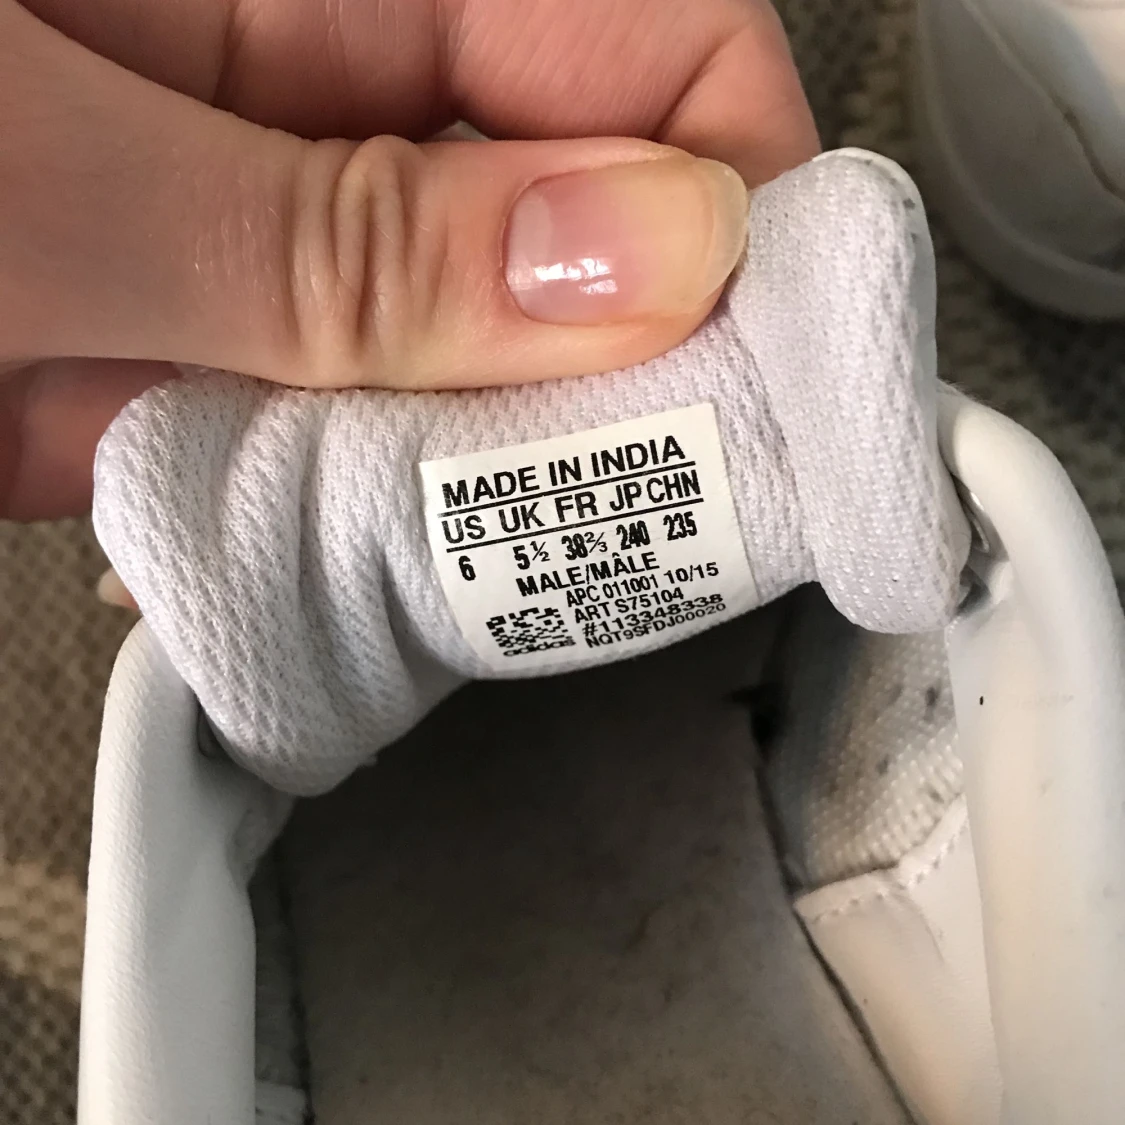 MADE IN INDIA
US UK FR JP CHN
6 5½ 38⅔ 240 235
MALE/MÂLE
APC 011001 10/15
ART S75104
#113348338
NQT9SFDJ00020
adidas